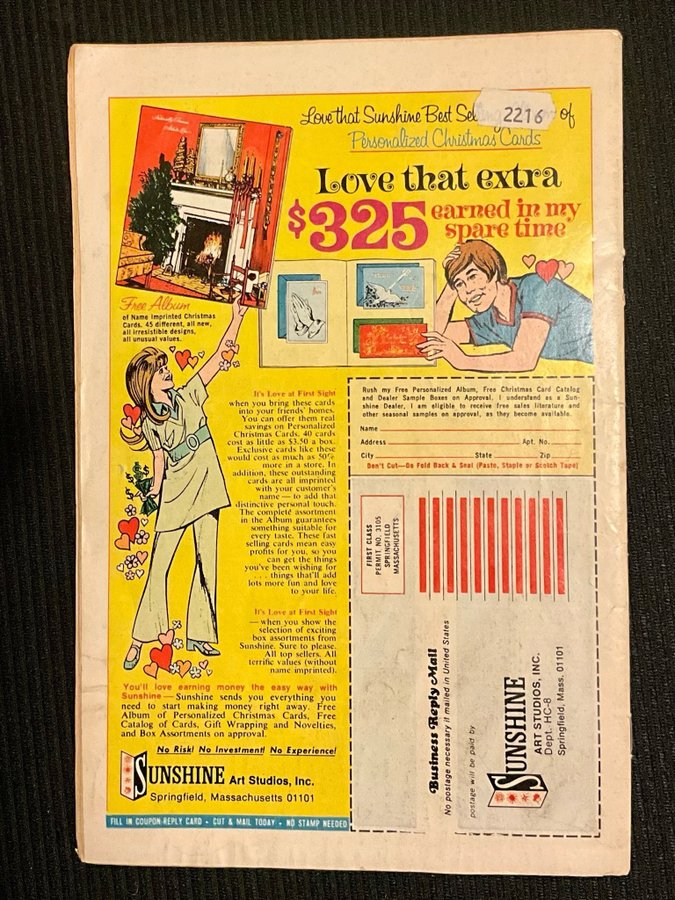 Love that Sunshine Best Sel 2216 of
Personalized Christmas Cards
Love that extra
$325 earned in my
spare time
Free Album
of Name Imprinted Christmas
Cards. 45 different, all new,
all irresistible designs,
all unusual values.
It's Love at First Sight
when you bring these cards
into your friends' homes.
You can offer them real
savings on Personalized
Christmas Cards. 40 cards
cost as little as $3.50 a box.
Exclusive cards like these
would cost as much as 50%
more in a store. In
addition, these outstanding
cards are all imprinted
with your customer's
name — to add that
distinctive personal touch.
The complete assortment
in the Album guarantees
something suitable for
every taste. These fast
selling cards mean easy
profits for you, so you
can get the things
you've been wishing for
. . . things that'll add
lots more fun and love
to your life.
It's Love at First Sight
— when you show the
selection of exciting
box assortments from
Sunshine. Sure to please.
All top sellers. All
terrific values (without
name imprinted).
You'll love earning money the easy way with
Sunshine — Sunshine sends you everything you
need to start making money right away. Free
Album of Personalized Christmas Cards, Free
Catalog of Cards, Gift Wrapping and Novelties,
and Box Assortments on approval.
No Risk! No Investment! No Experience!
SUNSHINE Art Studios, Inc.
Springfield, Massachusetts 01101
FILL IN COUPON-REPLY CARD • CUT & MAIL TODAY • NO STAMP NEEDED
Rush my Free Personalized Album, Free Christmas Card Catalog
and Dealer Sample Boxes on Approval. I understand as a Sun-
shine Dealer, I am eligible to receive free sales literature and
other seasonal samples on approval, as they become available.
Name
Address Apt. No.
City State Zip
Don't Cut—Do Fold Back & Seal (Paste, Staple or Scotch Tape)
FIRST CLASS
PERMIT NO. 3105
SPRINGFIELD
MASSACHUSETTS
Business Reply Mail
No postage necessary if mailed in United States
postage will be paid by
SUNSHINE
ART STUDIOS, INC.
Dept. HC-8
Springfield, Mass. 01101